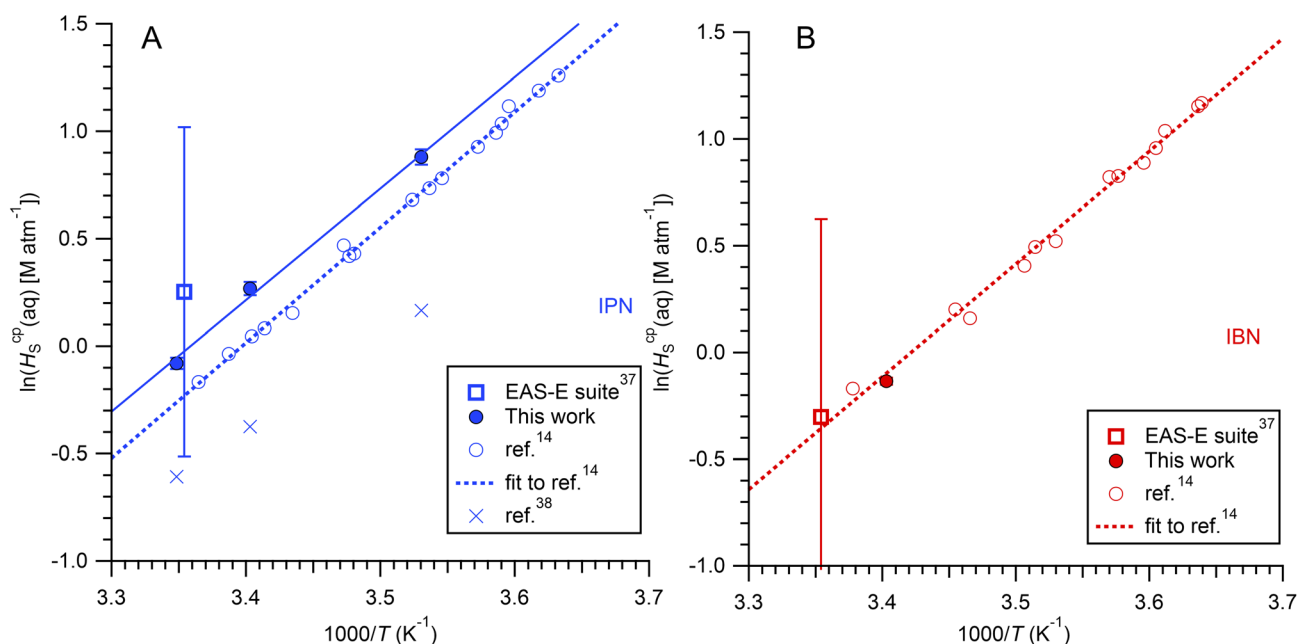 A
1.5
1.0
0.5
0.0
-0.5
-1.0
ln(H_S^cp(aq) [M atm^-1])
IPN
EAS-E suite^37
This work
ref.^14
fit to ref.^14
ref.^38
3.3 3.4 3.5 3.6 3.7
1000/T (K^-1)
B
1.5
1.0
0.5
0.0
-0.5
-1.0
ln(H_S^cp(aq) [M atm^-1])
IBN
EAS-E suite^37
This work
ref.^14
fit to ref.^14
3.3 3.4 3.5 3.6 3.7
1000/T (K^-1)